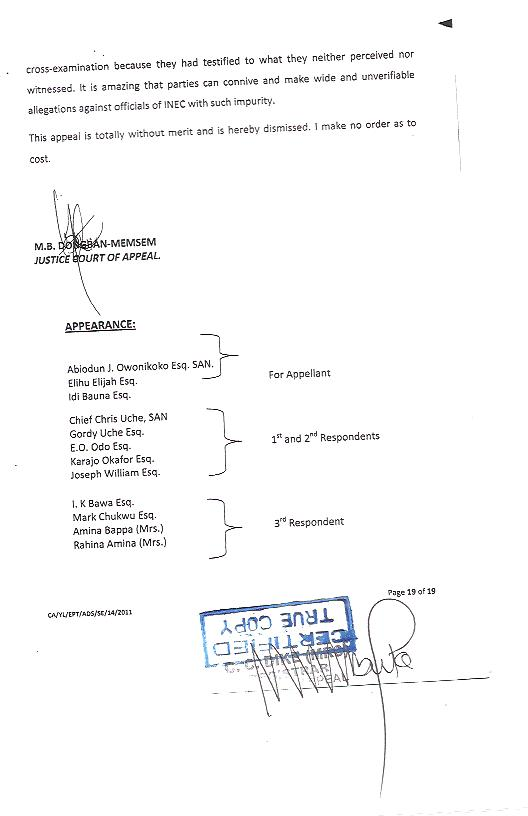 cross-examination because they had testified to what they neither perceived nor
witnessed. It is amazing that parties can connive and make wide and unverifiable
allegations against officials of INEC with such impurity.
This appeal is totally without merit and is hereby dismissed. I make no order as to
cost.
M.B. DONGBAN-MEMSEM
JUSTICE COURT OF APPEAL.
APPEARANCE:
Abiodun J. Owonikoko Esq. SAN.
Elihu Elijah Esq.
Idi Bauna Esq.
For Appellant
Chief Chris Uche, SAN
Gordy Uche Esq.
E.O. Odo Esq.
Karajo Okafor Esq.
Joseph William Esq.
1st and 2nd Respondents
I. K Bawa Esq.
Mark Chukwu Esq.
Amina Bappa (Mrs.)
Rahina Amina (Mrs.)
3rd Respondent
Page 19 of 19
CA/YL/EPT/ADS/SE/14/2011
CERTIFIED
TRUE COPY
REGISTRAR